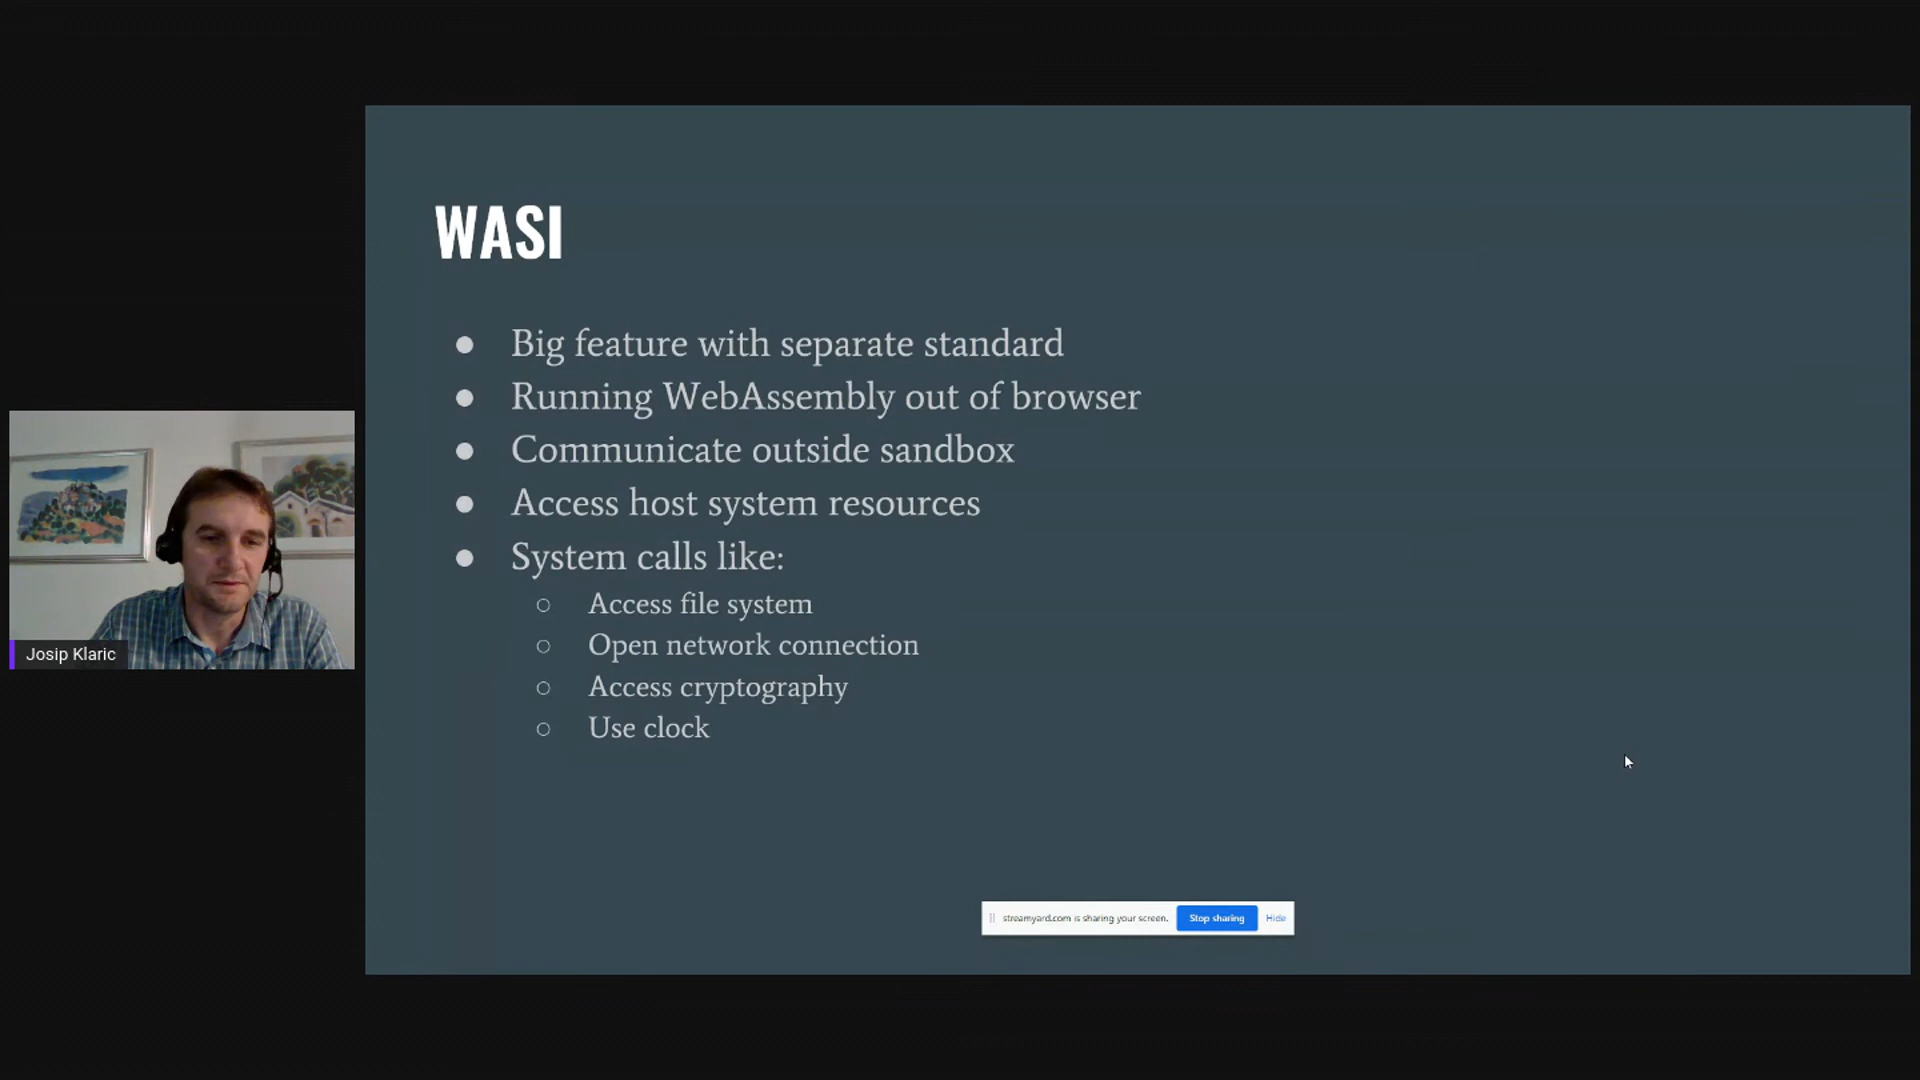 WASI
Big feature with separate standard
Running WebAssembly out of browser
Communicate outside sandbox
Access host system resources
System calls like:
Access file system
Open network connection
Access cryptography
Use clock
Josip Klaric
streamyard.com is sharing your screen. Stop sharing Hide